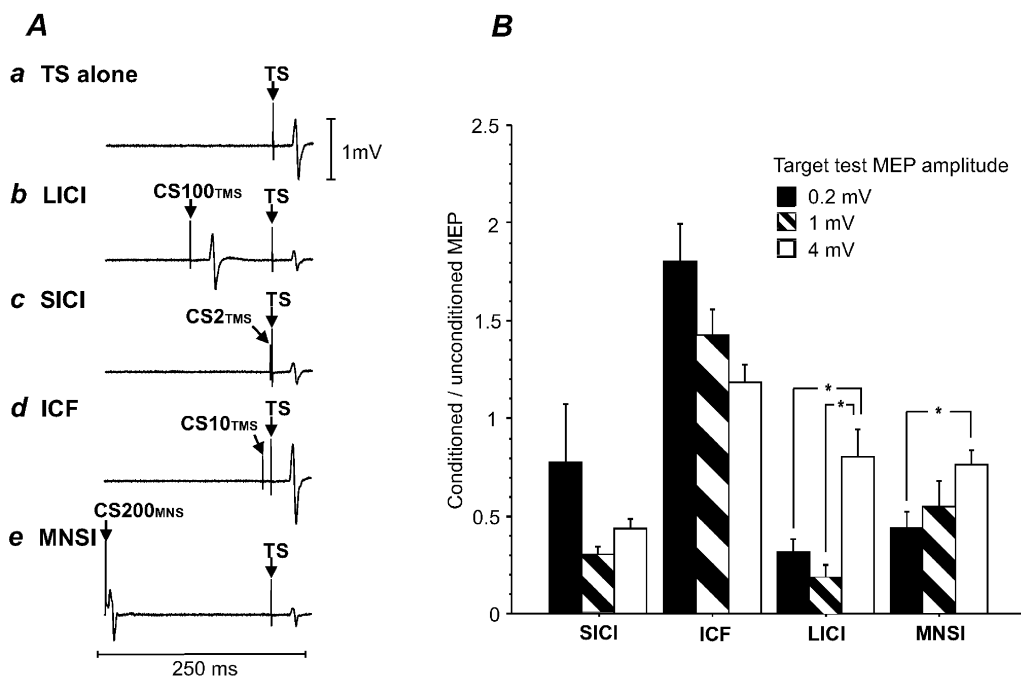 A
a TS alone
TS
1mV
b LICI
CS100TMS
TS
c SICI
CS2TMS
TS
d ICF
CS10TMS
TS
e MNSI
CS200MNS
TS
250 ms
B
Conditioned / unconditioned MEP
2.5
2
1.5
1
0.5
0
Target test MEP amplitude
0.2 mV
1 mV
4 mV
*
*
*
SICI
ICF
LICI
MNSI